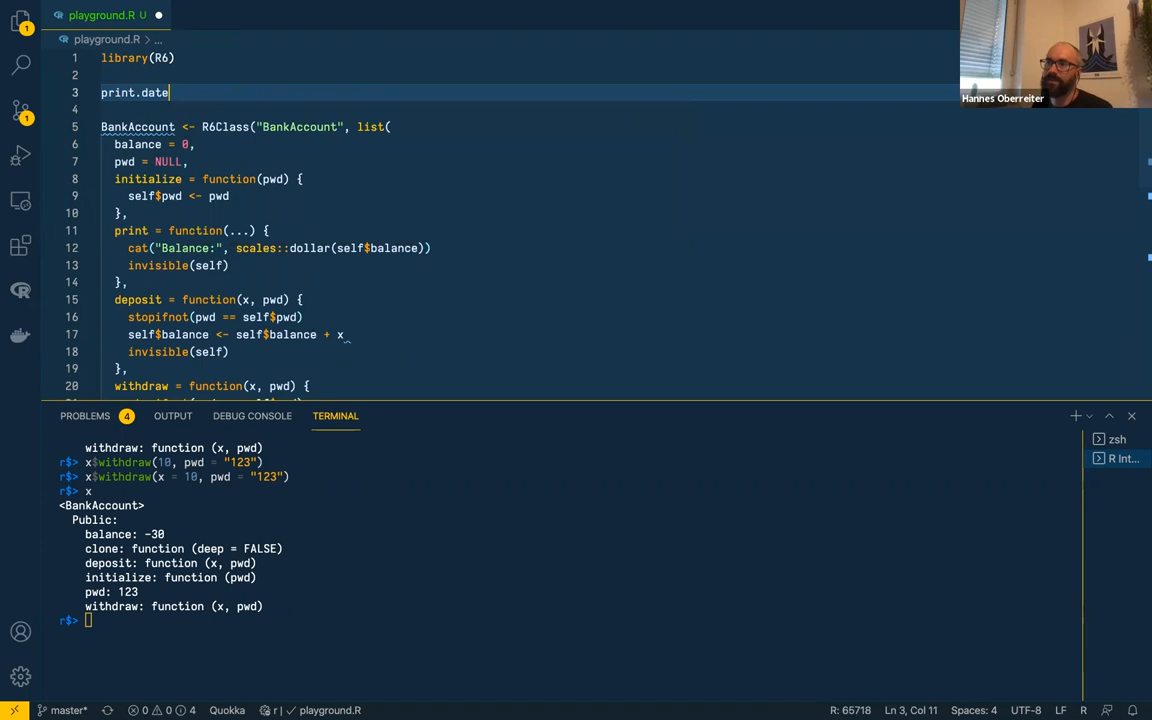 playground.R U
1
playground.R > ...
1 library(R6)
2
3 print.date
4
5 BankAccount <- R6Class("BankAccount", list(
6 balance = 0,
7 pwd = NULL,
8 initialize = function(pwd) {
9 self$pwd <- pwd
10 },
11 print = function(...) {
12 cat("Balance:", scales::dollar(self$balance))
13 invisible(self)
14 },
15 deposit = function(x, pwd) {
16 stopifnot(pwd == self$pwd)
17 self$balance <- self$balance + x
18 invisible(self)
19 },
20 withdraw = function(x, pwd) {
1
Hannes Oberreiter
PROBLEMS 4 OUTPUT DEBUG CONSOLE TERMINAL
withdraw: function (x, pwd)
r$> x$withdraw(10, pwd = "123")
r$> x$withdraw(x = 10, pwd = "123")
r$> x
<BankAccount>
Public:
balance: -30
clone: function (deep = FALSE)
deposit: function (x, pwd)
initialize: function (pwd)
pwd: 123
withdraw: function (x, pwd)
r$>
zsh
R Int...
master* 0 0 4 Quokka r | playground.R R: 65718 Ln 3, Col 11 Spaces: 4 UTF-8 LF R